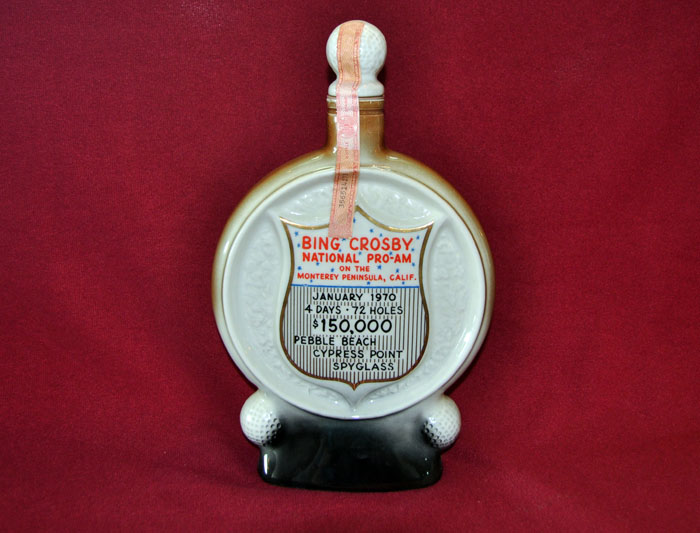 BING CROSBY
NATIONAL PRO-AM
ON THE
MONTEREY PENINSULA, CALIF.
JANUARY 1970
4 DAYS · 72 HOLES
$150,000
PEBBLE BEACH
CYPRESS POINT
SPYGLASS